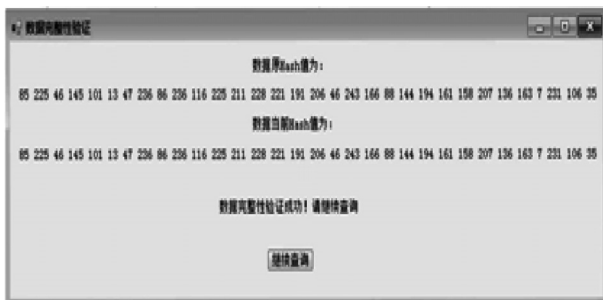 数据完整性验证
数据原Hash值为:
85 225 46 145 101 13 47 236 86 236 116 225 211 228 221 191 206 46 243 166 88 144 194 161 158 207 136 163 7 231 106 35
数据当前Hash值为:
85 225 46 145 101 13 47 236 86 236 116 225 211 228 221 191 206 46 243 166 88 144 194 161 158 207 136 163 7 231 106 35
数据完整性验证成功！请继续查询
继续查询